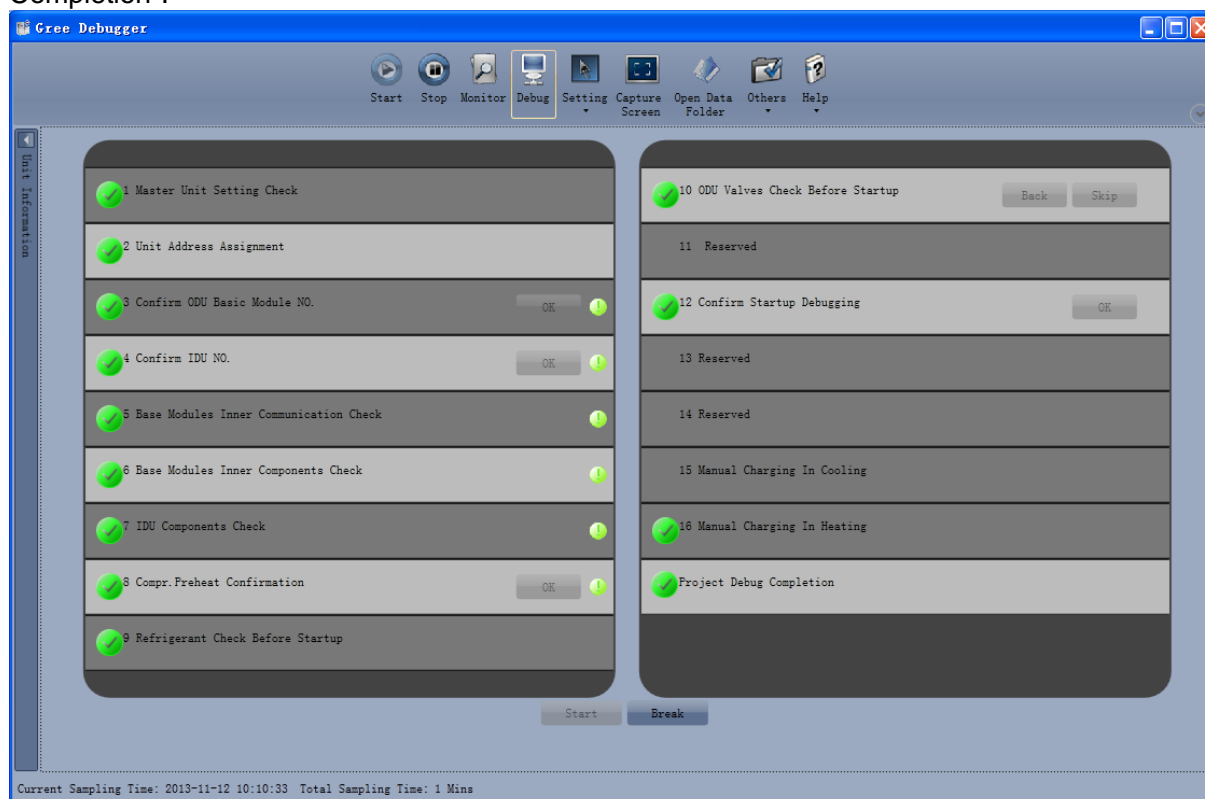 Gree Debugger
Start Stop Monitor Debug Setting Capture Screen Open Data Folder Others Help
Unit Information
1 Master Unit Setting Check
2 Unit Address Assignment
3 Confirm ODU Basic Module NO. OK
4 Confirm IDU NO. OK
5 Base Modules Inner Communication Check
6 Base Modules Inner Components Check
7 IDU Components Check
8 Compr.Preheat Confirmation OK
9 Refrigerant Check Before Startup
10 ODU Valves Check Before Startup Back Skip
11 Reserved
12 Confirm Startup Debugging OK
13 Reserved
14 Reserved
15 Manual Charging In Cooling
16 Manual Charging In Heating
Project Debug Completion
Start Break
Current Sampling Time: 2013-11-12 10:10:33 Total Sampling Time: 1 Mins